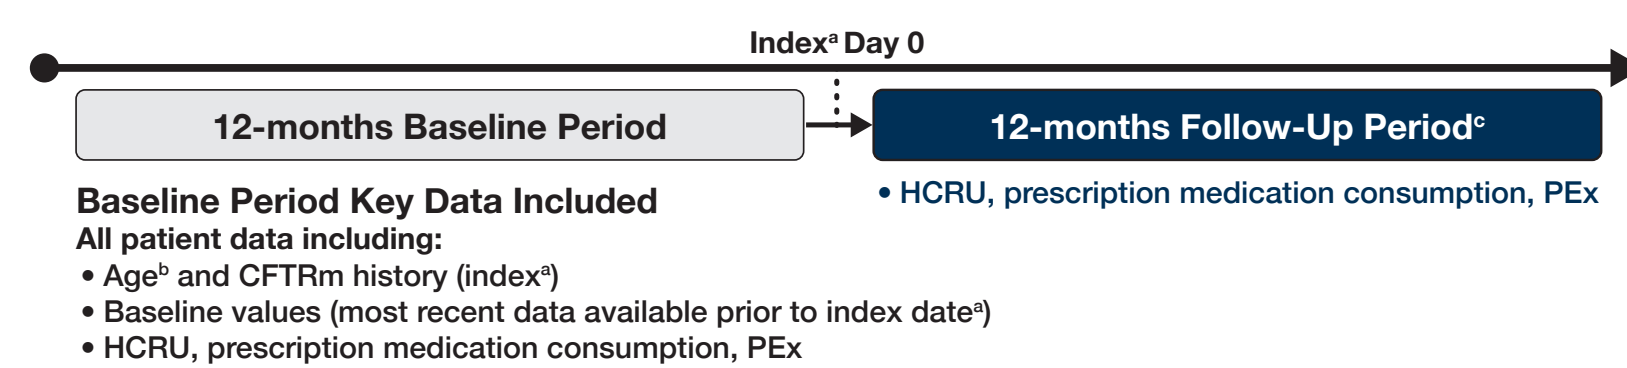 Indexᵃ Day 0
12-months Baseline Period
12-months Follow-Up Periodᶜ
Baseline Period Key Data Included
All patient data including:
• Ageᵇ and CFTRm history (indexᵃ)
• Baseline values (most recent data available prior to index dateᵃ)
• HCRU, prescription medication consumption, PEx
• HCRU, prescription medication consumption, PEx